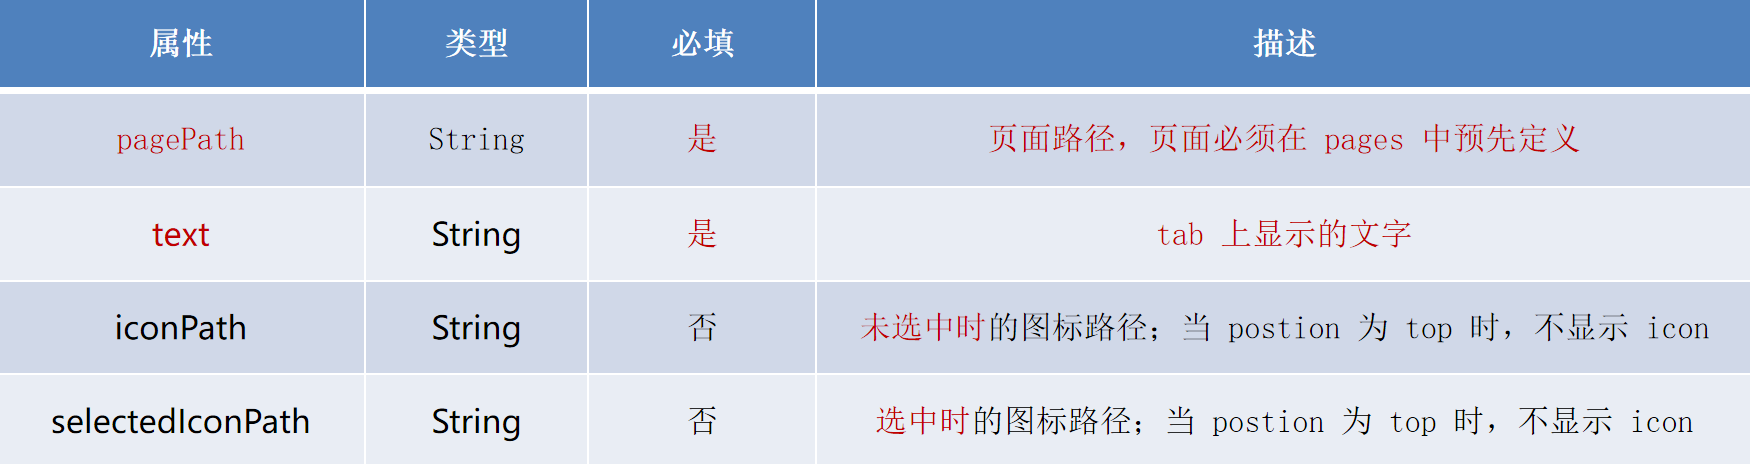 属性 类型 必填 描述
pagePath String 是 页面路径，页面必须在 pages 中预先定义
text String 是 tab 上显示的文字
iconPath String 否 未选中时的图标路径；当 postion 为 top 时，不显示 icon
selectedIconPath String 否 选中时的图标路径；当 postion 为 top 时，不显示 icon